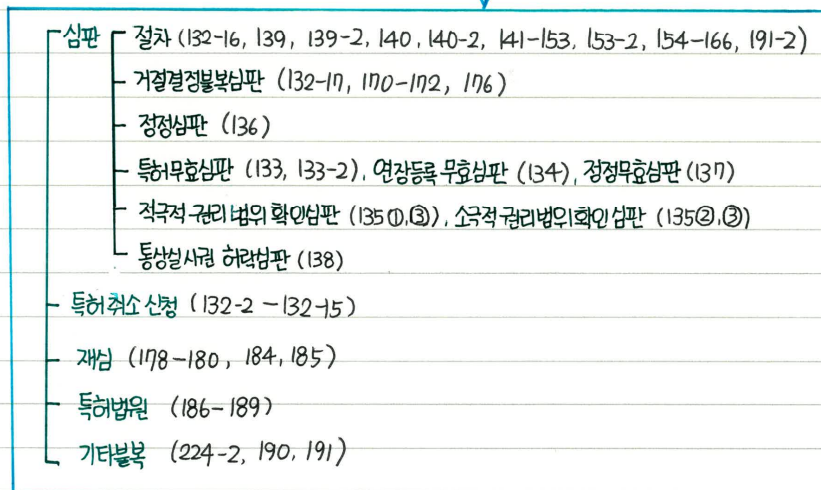 심판 절차 (132-16, 139, 139-2, 140, 140-2, 141-153, 153-2, 154-166, 191-2)
거절결정불복심판 (132-17, 170-172, 176)
정정심판 (136)
특허무효심판 (133, 133-2), 연장등록 무효심판 (134), 정정무효심판 (137)
적극적 권리범위 확인심판 (135①,③), 소극적 권리범위확인심판 (135②,③)
통상실시권 허락심판 (138)
특허 취소 신청 (132-2 - 132-15)
재심 (178-180, 184, 185)
특허법원 (186-189)
기타불복 (224-2, 190, 191)